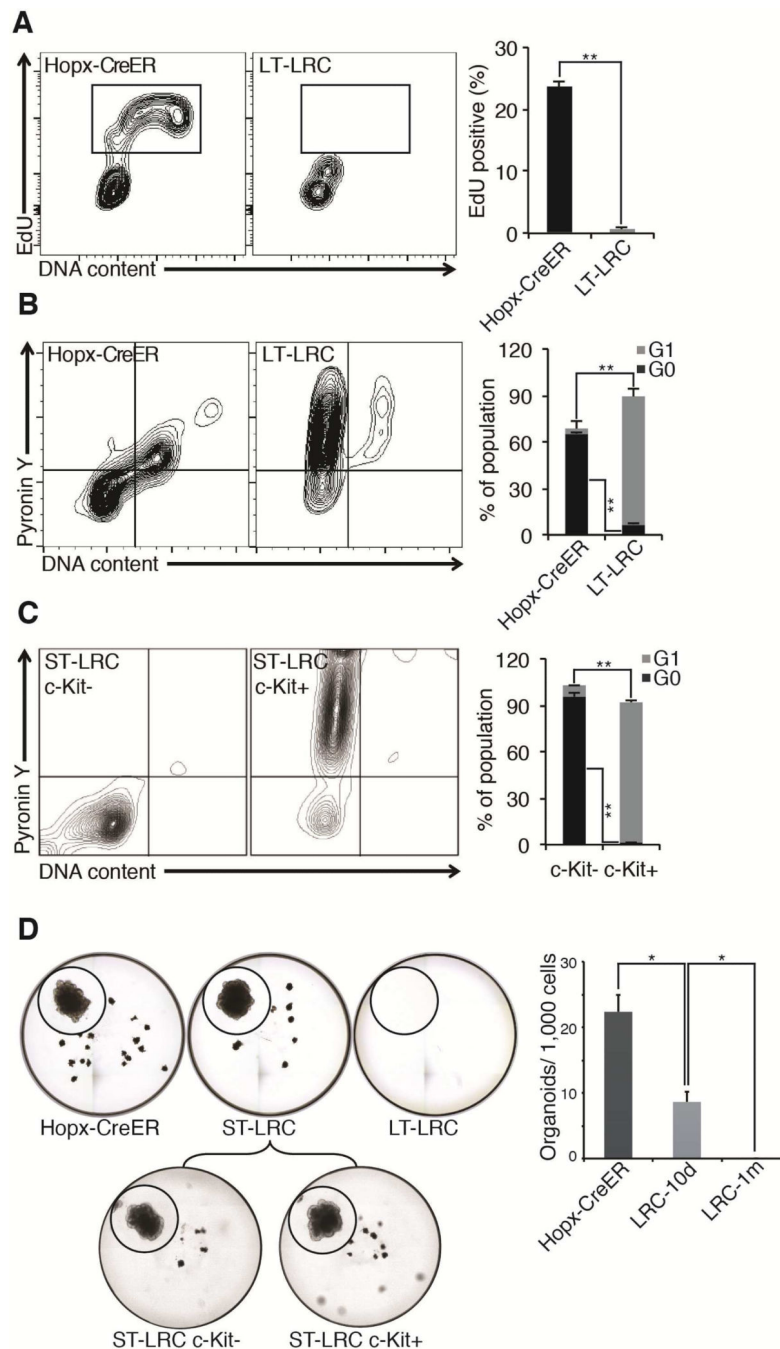 A
Hopx-CreER
LT-LRC
EdU
DNA content
EdU positive (%)
30
20
10
0
**
Hopx-CreER
LT-LRC
B
Hopx-CreER
LT-LRC
Pyronin Y
DNA content
% of population
120
90
60
30
0
G1
G0
**
**
Hopx-CreER
LT-LRC
C
ST-LRC
c-Kit-
ST-LRC
c-Kit+
Pyronin Y
DNA content
% of population
120
90
60
30
0
G1
G0
**
**
c-Kit- c-Kit+
D
Hopx-CreER
ST-LRC
LT-LRC
ST-LRC c-Kit-
ST-LRC c-Kit+
Organoids/ 1,000 cells
30
20
10
0
*
*
Hopx-CreER
LRC-10d
LRC-1m